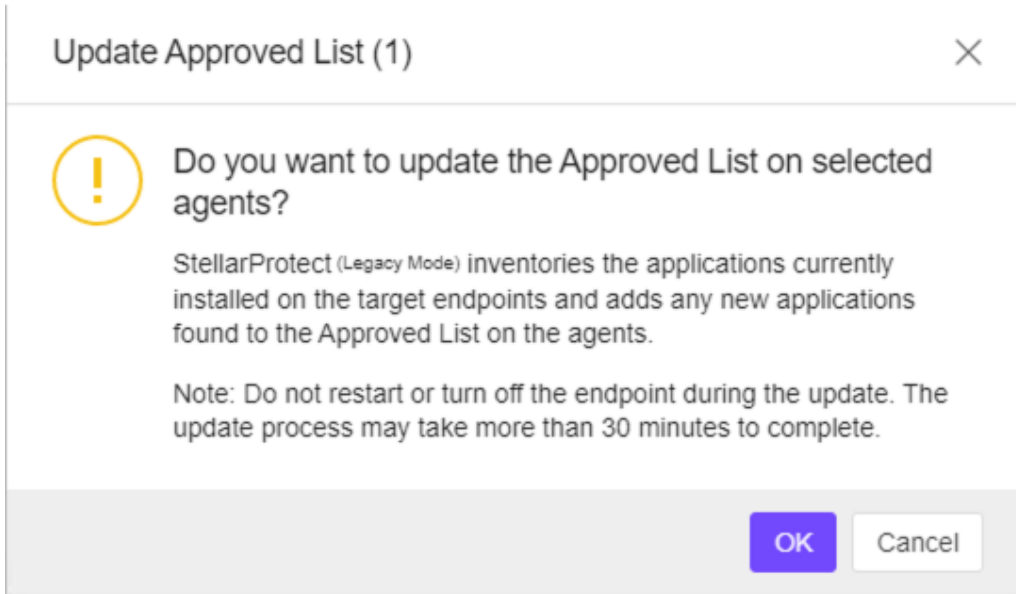 Update Approved List (1)
Do you want to update the Approved List on selected
agents?
StellarProtect (Legacy Mode) inventories the applications currently
installed on the target endpoints and adds any new applications
found to the Approved List on the agents.
Note: Do not restart or turn off the endpoint during the update. The
update process may take more than 30 minutes to complete.
OK
Cancel